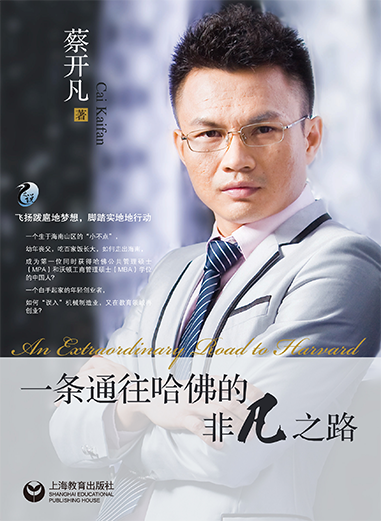 蔡开凡
Cai Kaifan
著
飞扬跋扈地梦想，脚踏实地地行动
一个生于海南山区的“小不点”，
幼年丧父、吃百家饭长大，如何走出海岛，
成为第一位同时获得哈佛公共管理硕士
（MPA）和沃顿工商管理硕士（MBA）学位
的中国人？
一个白手起家的年轻创业者，
如何“误入”机械制造业，又在教育领域再
创业？
An Extraordinary Road to Harvard
一条通往哈佛的
非凡之路
上海教育出版社
SHANGHAI EDUCATIONAL
PUBLISHING HOUSE